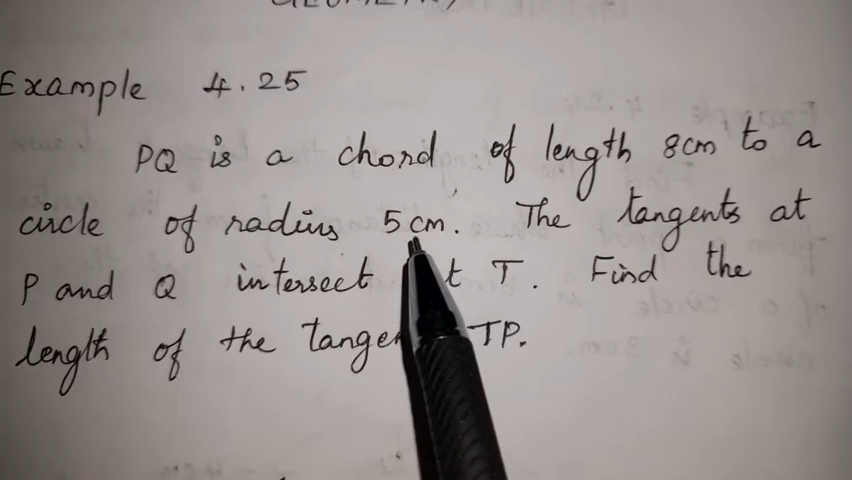 GEOMETRY
Example 4.25
PQ is a chord of length 8cm to a
circle of radius 5cm. The tangents at
P and Q intersect T. Find the
length of the TP.